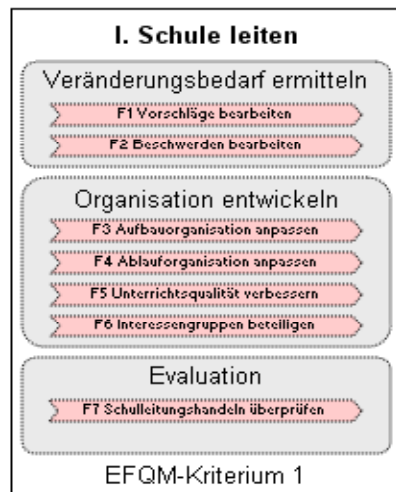 I. Schule leiten
Veränderungsbedarf ermitteln
F1 Vorschläge bearbeiten
F2 Beschwerden bearbeiten
Organisation entwickeln
F3 Aufbauorganisation anpassen
F4 Ablauforganisation anpassen
F5 Unterrichtsqualität verbessern
F6 Interessengruppen beteiligen
Evaluation
F7 Schulleitungshandeln überprüfen
EFQM-Kriterium 1